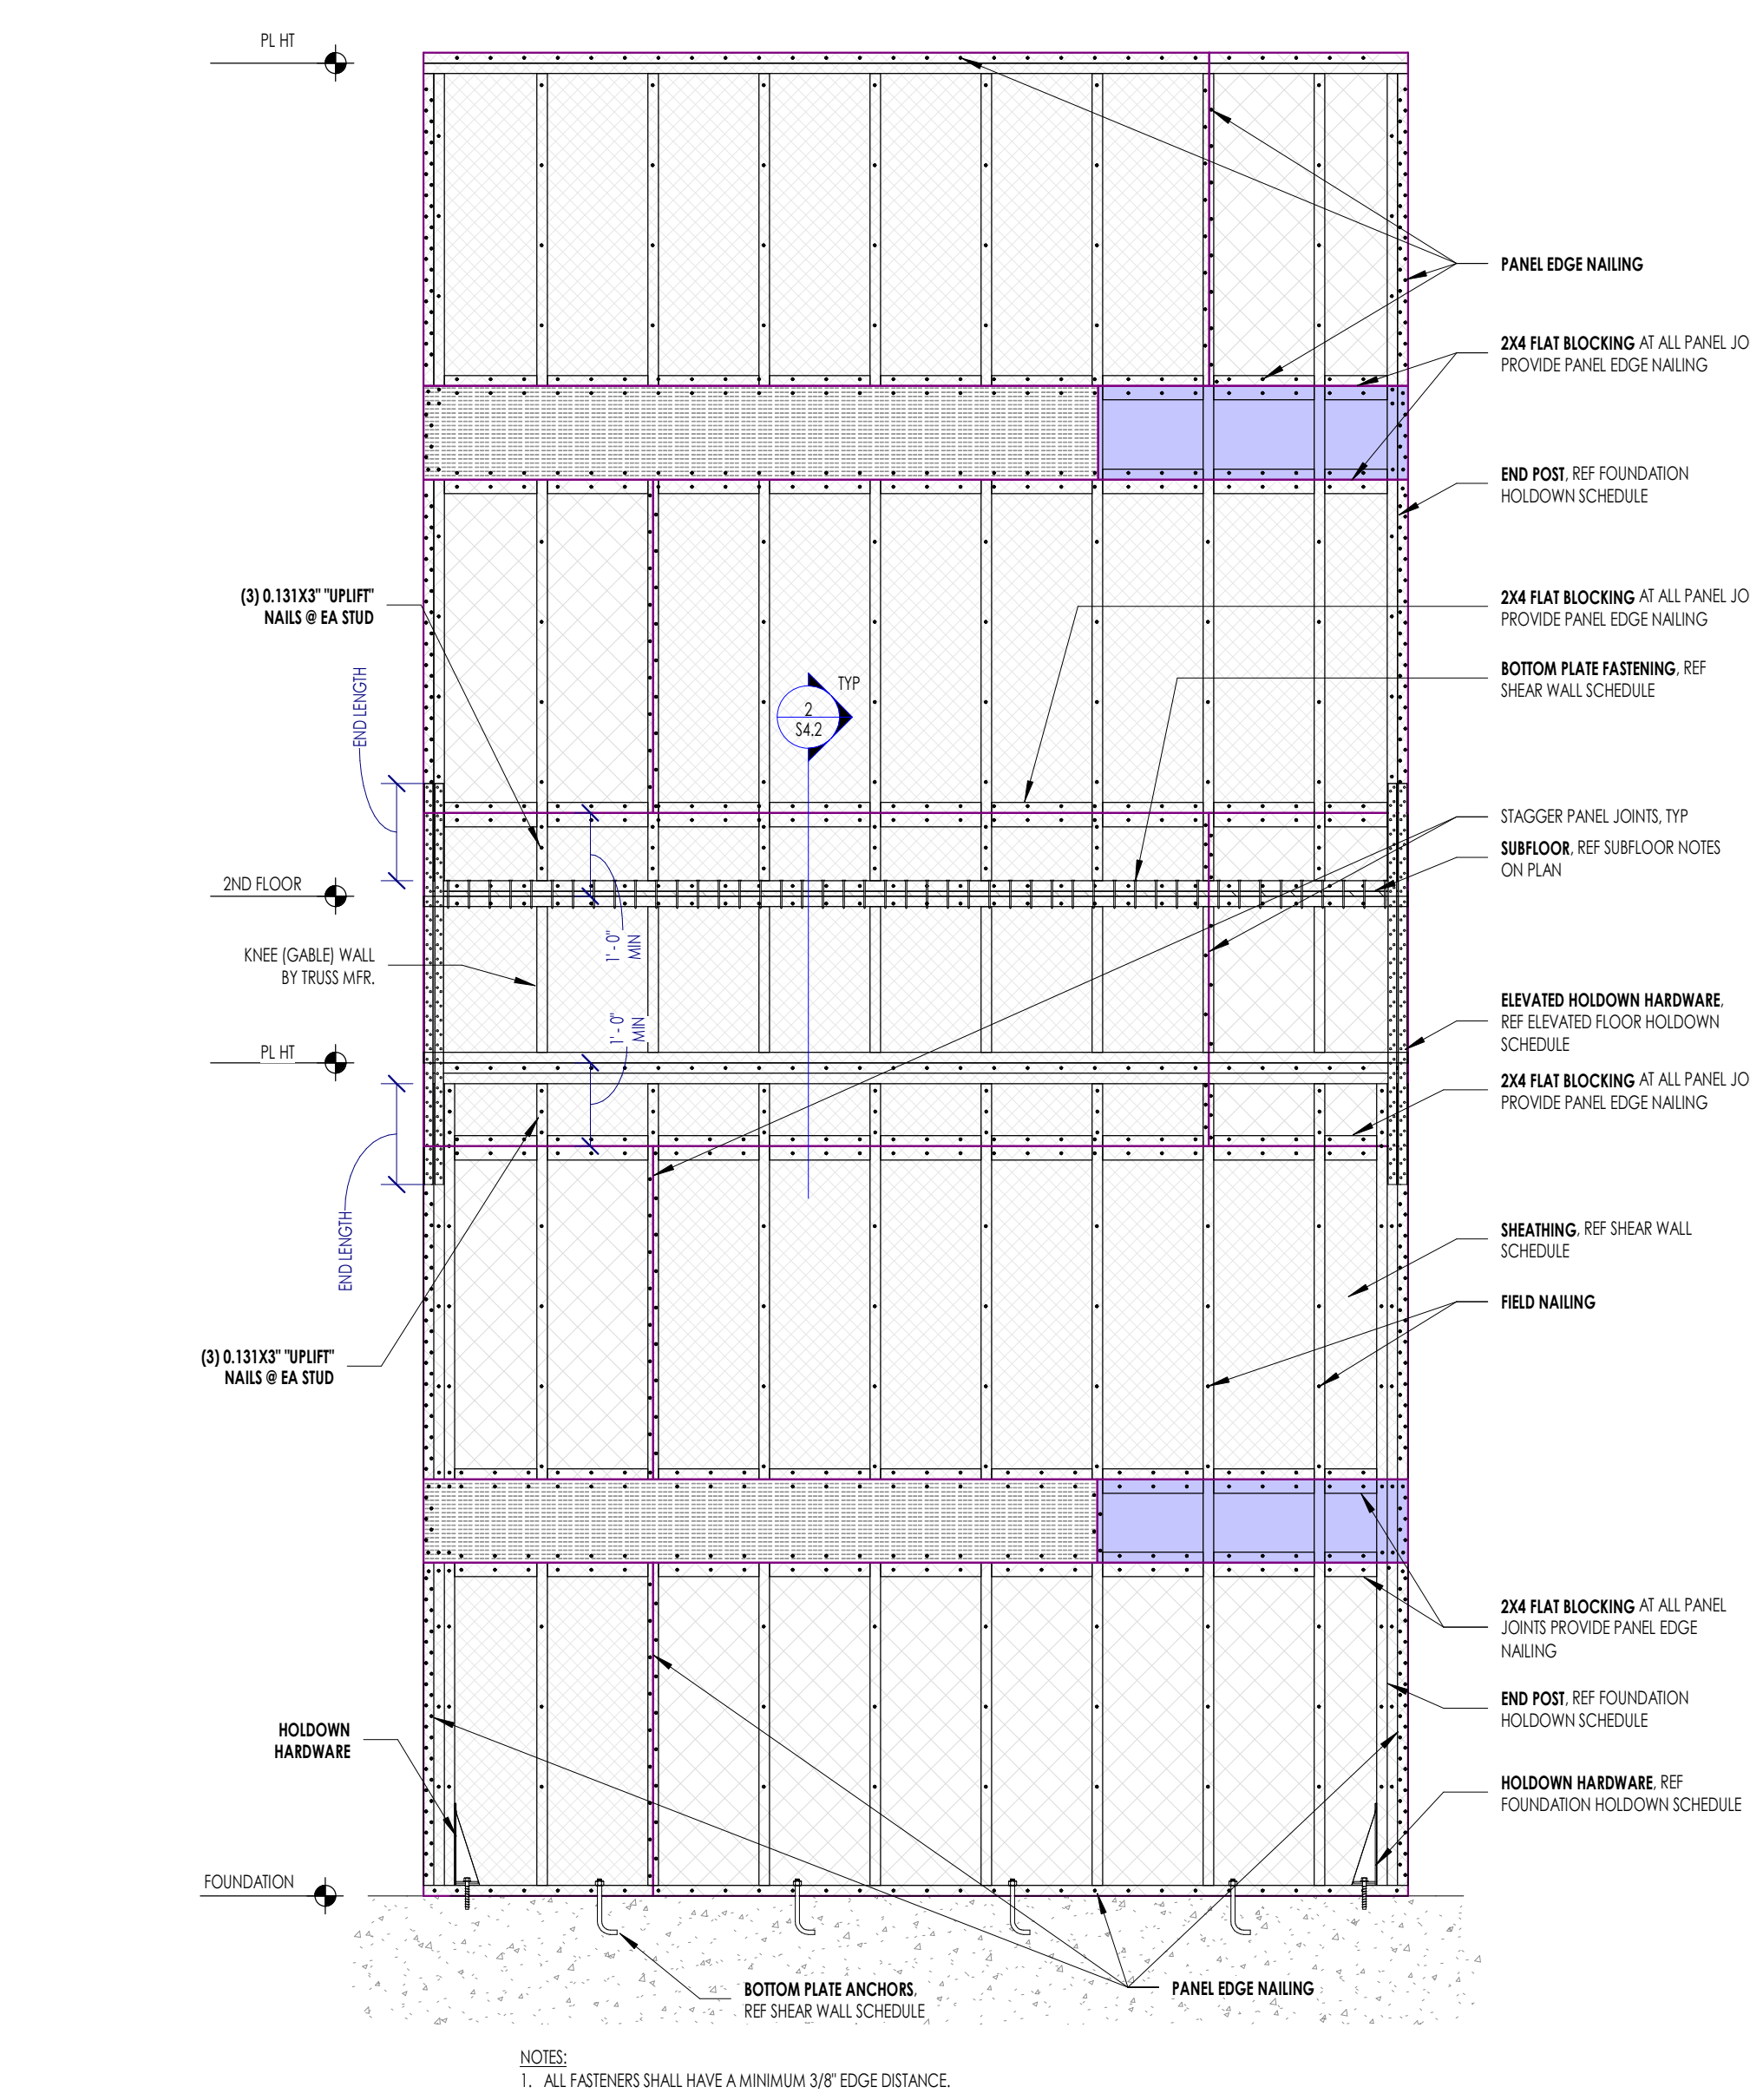 PL HT
PANEL EDGE NAILING
2X4 FLAT BLOCKING AT ALL PANEL JO
PROVIDE PANEL EDGE NAILING
END POST, REF FOUNDATION
HOLDOWN SCHEDULE
(3) 0.131X3" "UPLIFT"
NAILS @ EA STUD
2X4 FLAT BLOCKING AT ALL PANEL JO
PROVIDE PANEL EDGE NAILING
END LENGTH
BOTTOM PLATE FASTENING, REF
SHEAR WALL SCHEDULE
TYP
2
S4.2
STAGGER PANEL JOINTS, TYP
SUBFLOOR, REF SUBFLOOR NOTES
ON PLAN
2ND FLOOR
1' - 0"
MIN
KNEE (GABLE) WALL
BY TRUSS MFR.
ELEVATED HOLDOWN HARDWARE,
REF ELEVATED FLOOR HOLDOWN
SCHEDULE
1' - 0"
MIN
PL HT
2X4 FLAT BLOCKING AT ALL PANEL JO
PROVIDE PANEL EDGE NAILING
END LENGTH
SHEATHING, REF SHEAR WALL
SCHEDULE
FIELD NAILING
(3) 0.131X3" "UPLIFT"
NAILS @ EA STUD
2X4 FLAT BLOCKING AT ALL PANEL
JOINTS PROVIDE PANEL EDGE
NAILING
END POST, REF FOUNDATION
HOLDOWN SCHEDULE
HOLDOWN
HARDWARE
HOLDOWN HARDWARE, REF
FOUNDATION HOLDOWN SCHEDULE
FOUNDATION
BOTTOM PLATE ANCHORS,
REF SHEAR WALL SCHEDULE
PANEL EDGE NAILING
NOTES:
1. ALL FASTENERS SHALL HAVE A MINIMUM 3/8" EDGE DISTANCE.